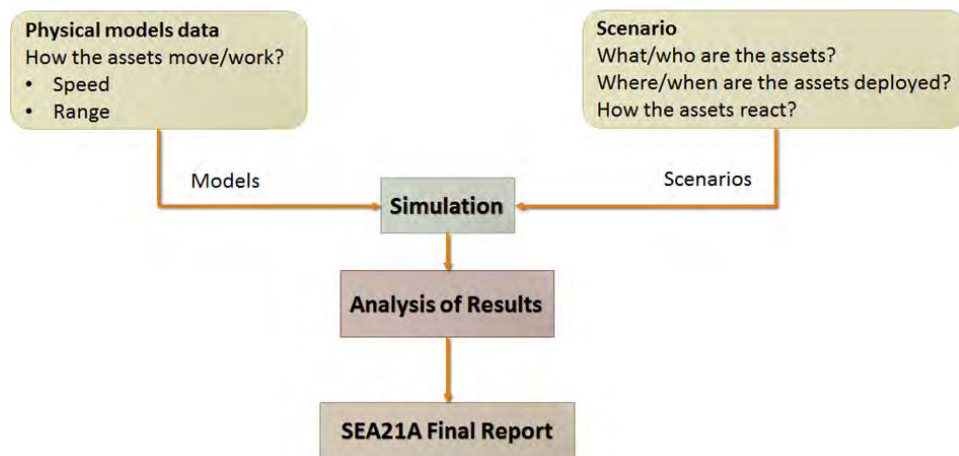 Physical models data
How the assets move/work?
• Speed
• Range
Scenario
What/who are the assets?
Where/when are the assets deployed?
How the assets react?
Models
Scenarios
Simulation
Analysis of Results
SEA21A Final Report